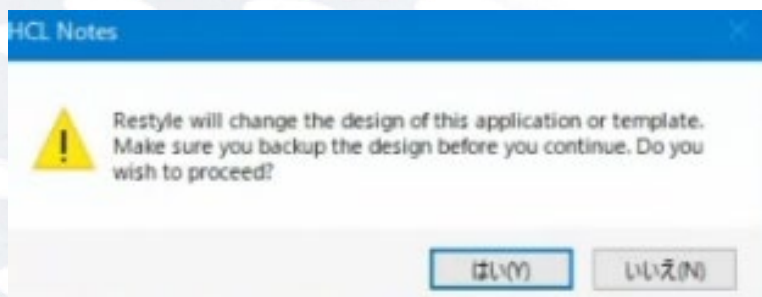 HCL Notes
Restyle will change the design of this application or template.
Make sure you backup the design before you continue. Do you
wish to proceed?
はい(Y)
いいえ(N)